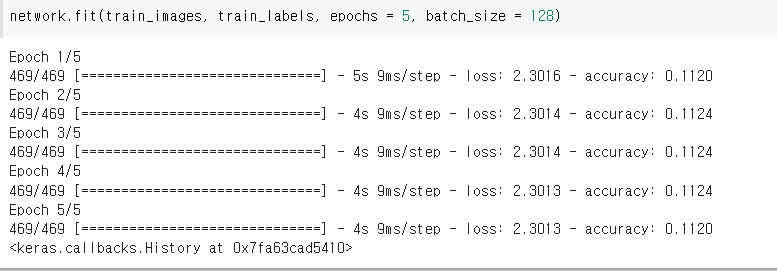 network.fit(train_images, train_labels, epochs = 5, batch_size = 128)
Epoch 1/5
469/469 [==============================] - 5s 9ms/step - loss: 2.3016 - accuracy: 0.1120
Epoch 2/5
469/469 [==============================] - 4s 9ms/step - loss: 2.3014 - accuracy: 0.1124
Epoch 3/5
469/469 [==============================] - 4s 9ms/step - loss: 2.3014 - accuracy: 0.1124
Epoch 4/5
469/469 [==============================] - 4s 9ms/step - loss: 2.3013 - accuracy: 0.1124
Epoch 5/5
469/469 [==============================] - 4s 9ms/step - loss: 2.3013 - accuracy: 0.1120
<keras.callbacks.History at 0x7fa63cad5410>